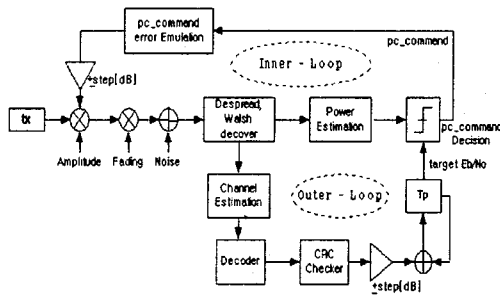 pc_command
error Emulation
pc_command
Inner - Loop
±step[dB]
tx
Despread,
Walsh
decover
Power
Estimation
pc_command
Decision
Amplitude
Fading
Noise
target Eb/No
Channel
Estimation
Outer - Loop
Tp
Decoder
CRC
Checker
±step[dB]